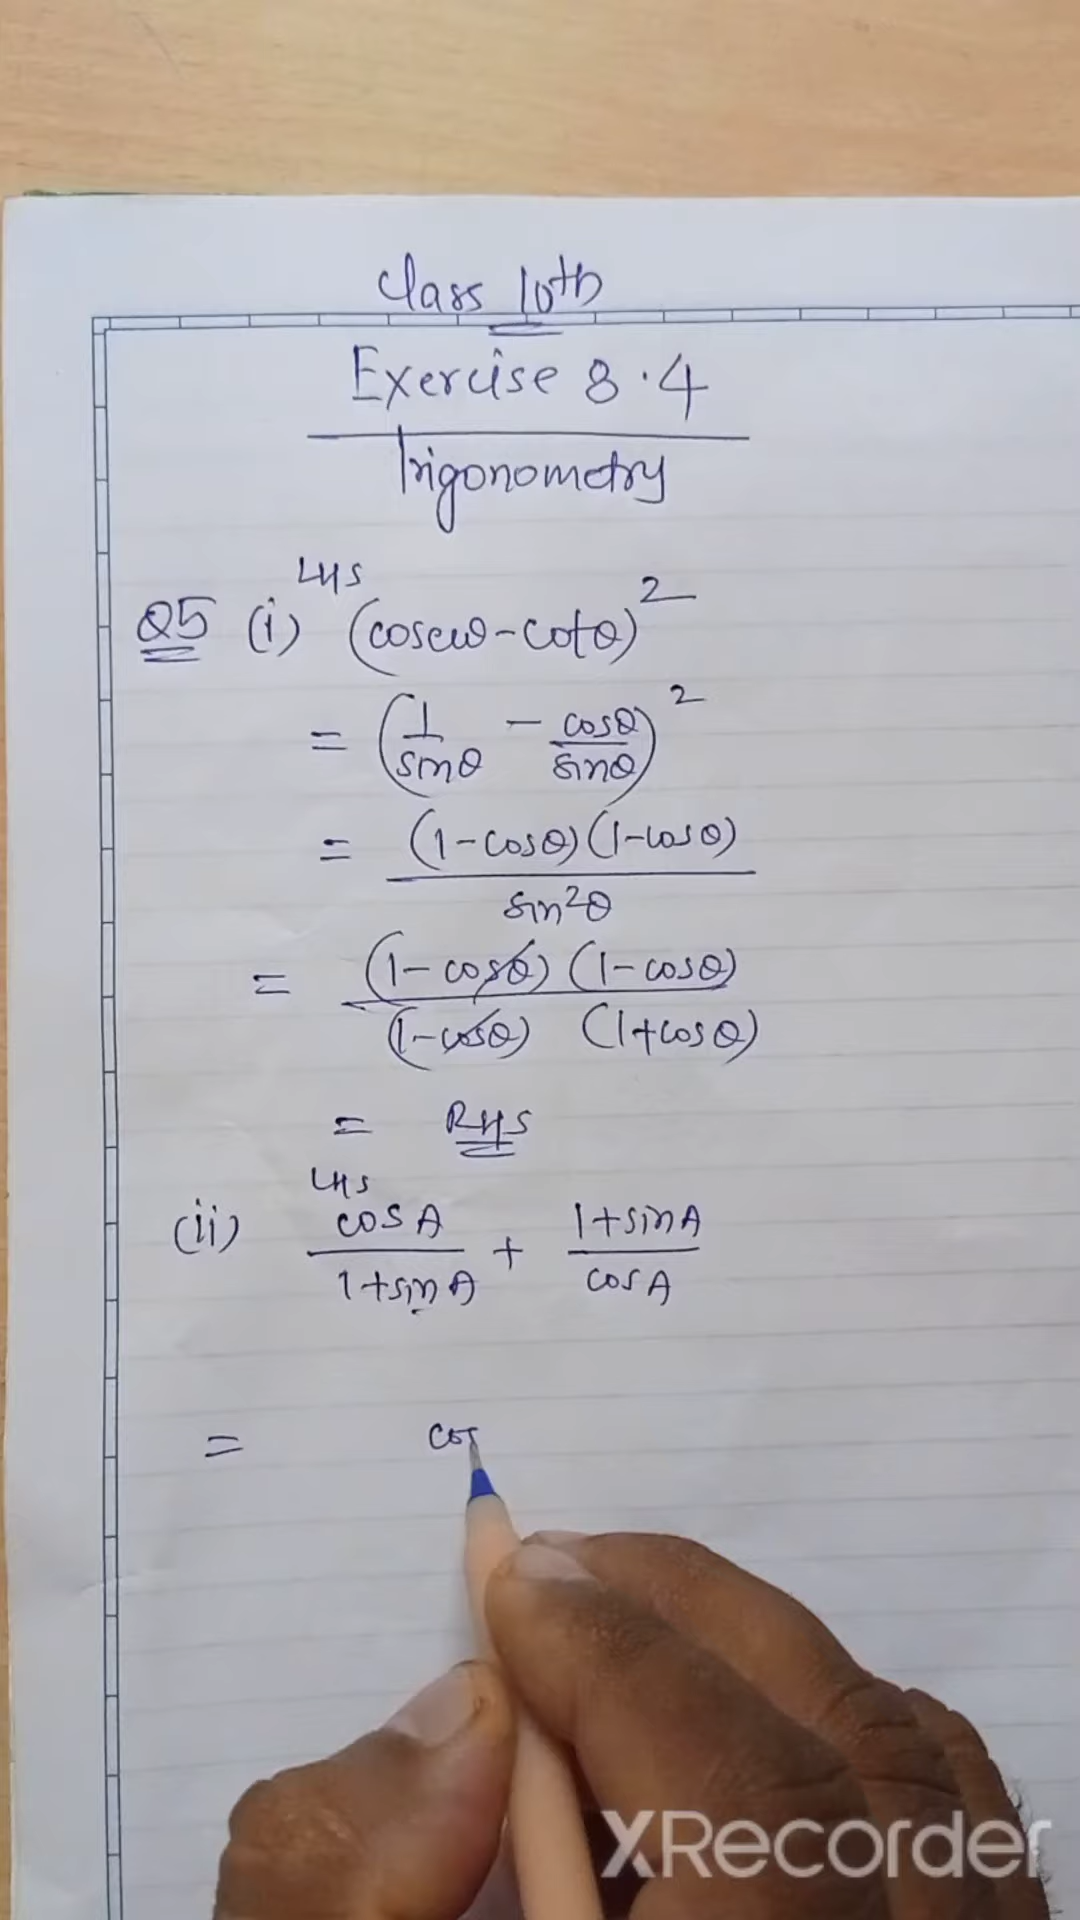 Class 10th
Exercise 8.4
Trigonometry
LHS
Q5 (i) (cosecθ - cotθ)²
= (1/sinθ - cosθ/sinθ)²
= (1-cosθ)(1-cosθ)
sin²θ
= (1-cosθ) (1-cosθ)
(1-cosθ) (1+cosθ)
= RHS
LHS
(ii) cosA/1+sinA + 1+sinA/cosA
= cos
XRecorder